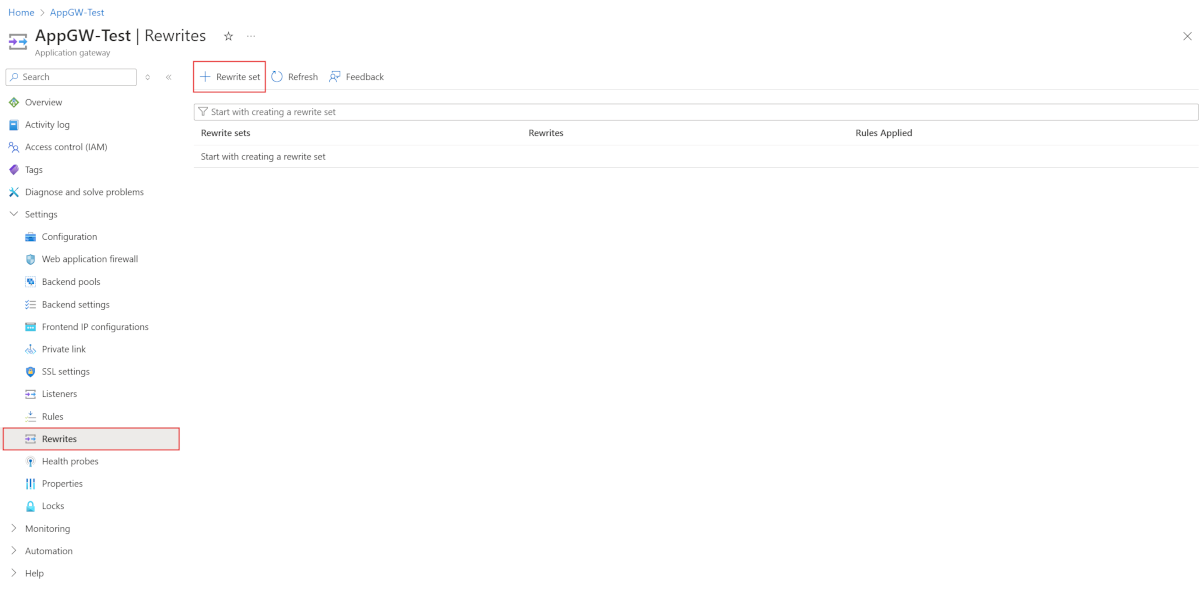 Home > AppGW-Test
AppGW-Test | Rewrites
Application gateway
Search
Rewrite set Refresh Feedback
Start with creating a rewrite set
Rewrite sets Rewrites Rules Applied
Start with creating a rewrite set
Overview
Activity log
Access control (IAM)
Tags
Diagnose and solve problems
Settings
Configuration
Web application firewall
Backend pools
Backend settings
Frontend IP configurations
Private link
SSL settings
Listeners
Rules
Rewrites
Health probes
Properties
Locks
Monitoring
Automation
Help